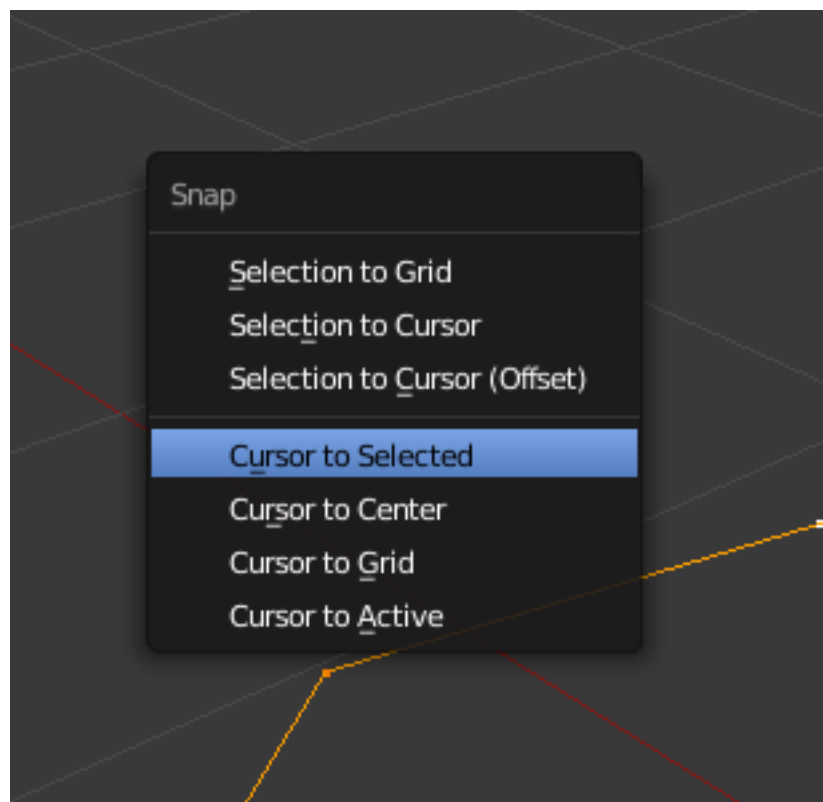 Snap
Selection to Grid
Selection to Cursor
Selection to Cursor (Offset)
Cursor to Selected
Cursor to Center
Cursor to Grid
Cursor to Active